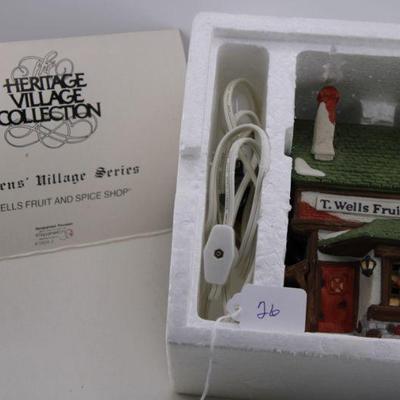 The
HERITAGE
VILLAGE
COLLECTION
ens' Village Series
ELLS FRUIT AND SPICE SHOP
T. Wells Frui
26